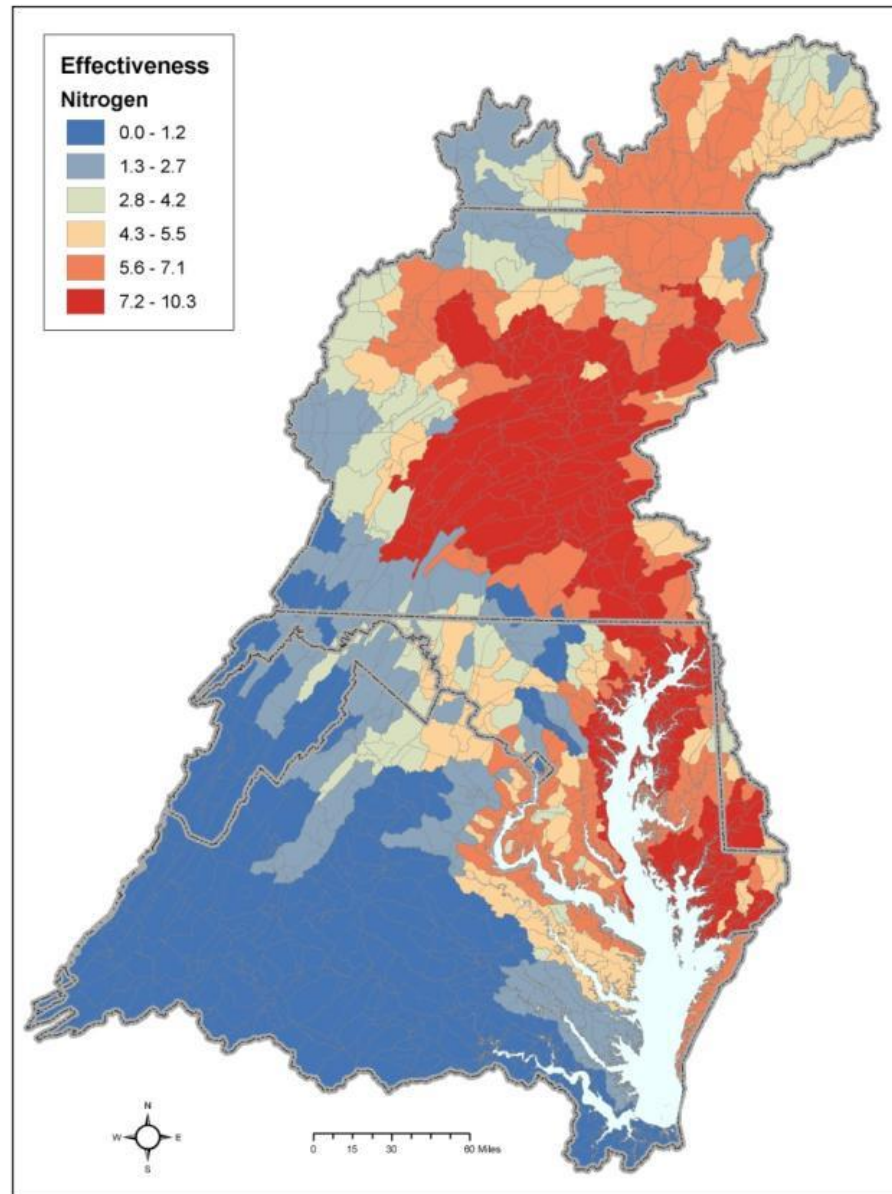 Effectiveness
Nitrogen
0.0 - 1.2
1.3 - 2.7
2.8 - 4.2
4.3 - 5.5
5.6 - 7.1
7.2 - 10.3
N
W E
S
0 15 30 60 Miles